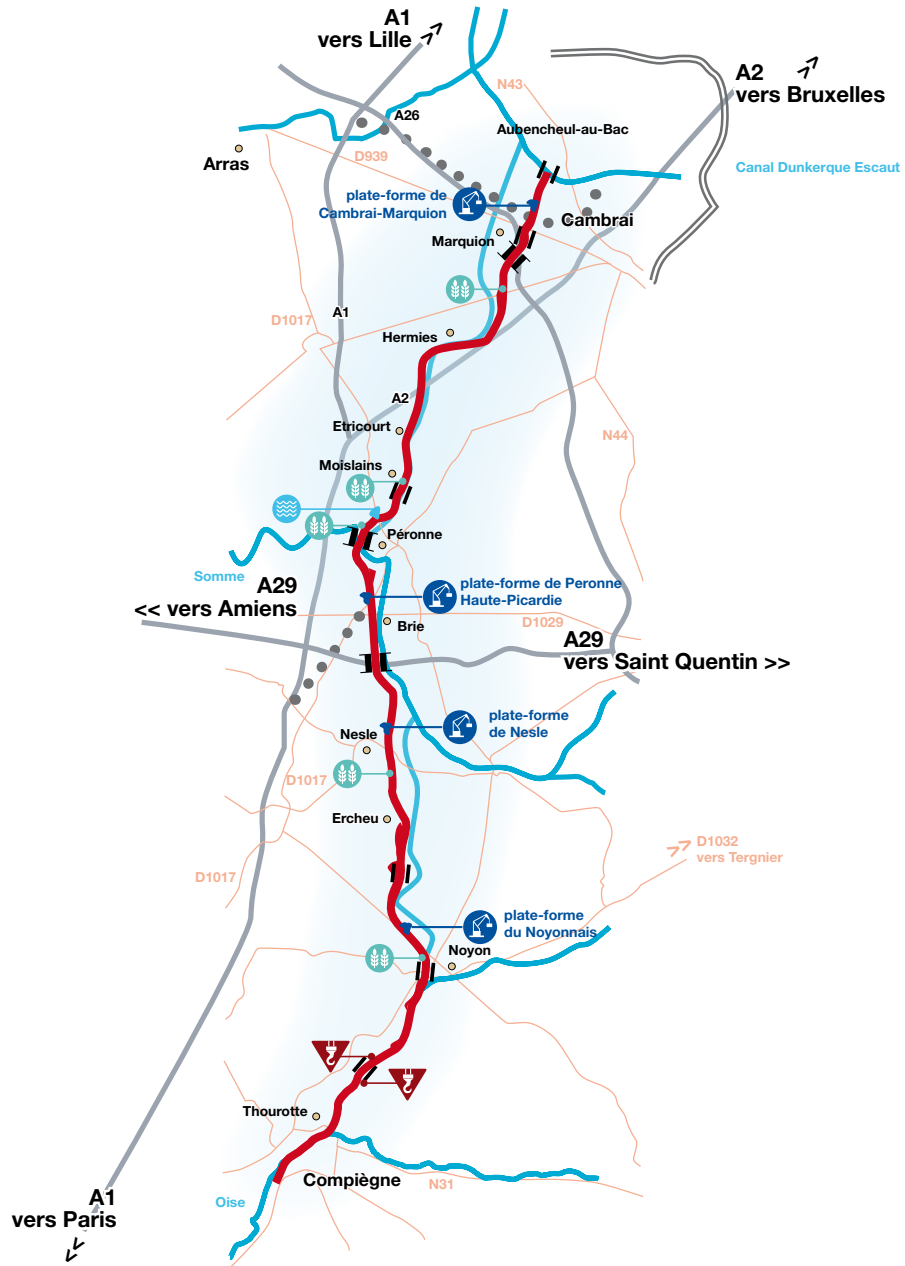 A1
vers Lille
A2
vers Bruxelles
N43
A26
Aubencheul-au-Bac
Arras
D939
Canal Dunkerque Escaut
plate-forme de
Cambrai-Marquion
Cambrai
Marquion
D1017
A1
Hermies
A2
Etricourt
N44
Moislains
Péronne
Somme
plate-forme de Peronne
Haute-Picardie
A29
<< vers Amiens
Brie
D1029
A29
vers Saint Quentin >>
plate-forme
de Nesle
Nesle
D1017
Ercheu
D1032
vers Tergnier
D1017
plate-forme
du Noyonnais
Noyon
Thourotte
Compiègne
N31
Oise
A1
vers Paris